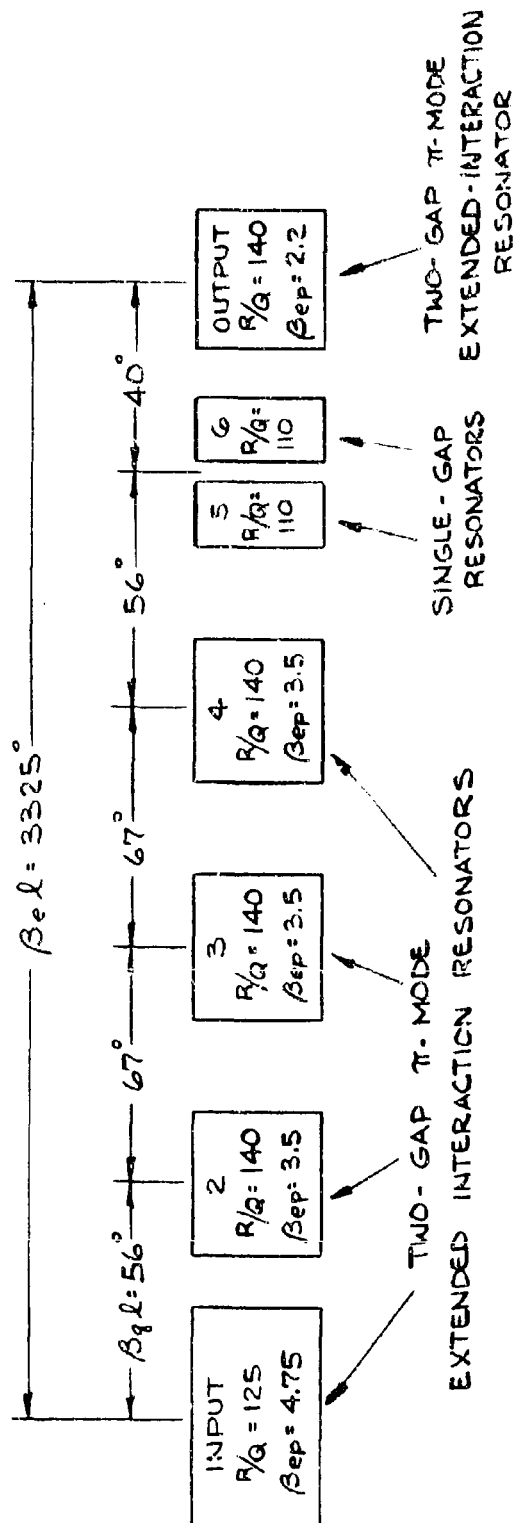 βeℓ = 3325°
βqℓ = 56°
67°
67°
56°
40°
INPUT
R/Q = 125
βep = 4.75
2
R/Q = 140
βep = 3.5
3
R/Q = 140
βep = 3.5
4
R/Q = 140
βep = 3.5
5
R/Q =
110
6
R/Q =
110
OUTPUT
R/Q = 140
βep = 2.2
TWO-GAP π-MODE
EXTENDED INTERACTION RESONATORS
SINGLE-GAP
RESONATORS
TWO-GAP π-MODE
EXTENDED-INTERACTION
RESONATOR